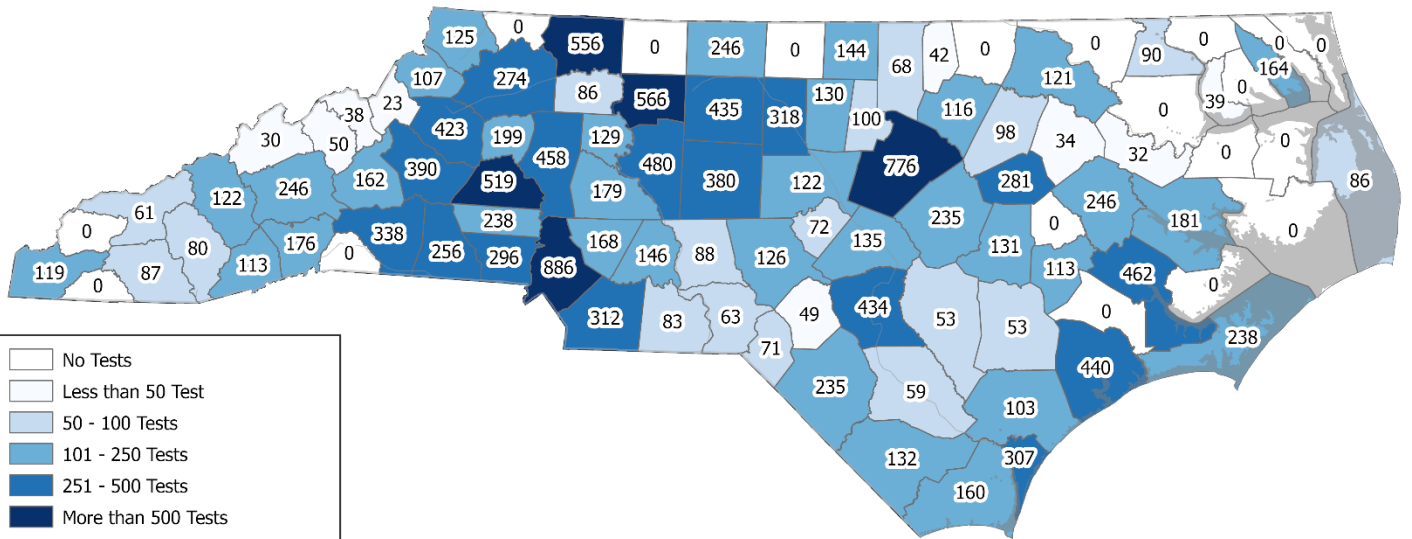 125 0 556 0 246 0 144 68 42 0 0 90 0 0 0
107 274 121 164
23 86 566 435 318 130 100 116 0 39 0
30 38 50 423 199 458 129 98 34 32 0 0
61 122 246 162 390 519 179 480 380 122 776 281 246 181 86
0 80 238 72 235 0 0
119 0 87 113 176 0 338 256 296 886 168 146 88 126 135 131 113 462 0
312 83 63 71 49 434 53 53 0 238
235 59 440
103
132 307
160
No Tests
Less than 50 Test
50 - 100 Tests
101 - 250 Tests
251 - 500 Tests
More than 500 Tests